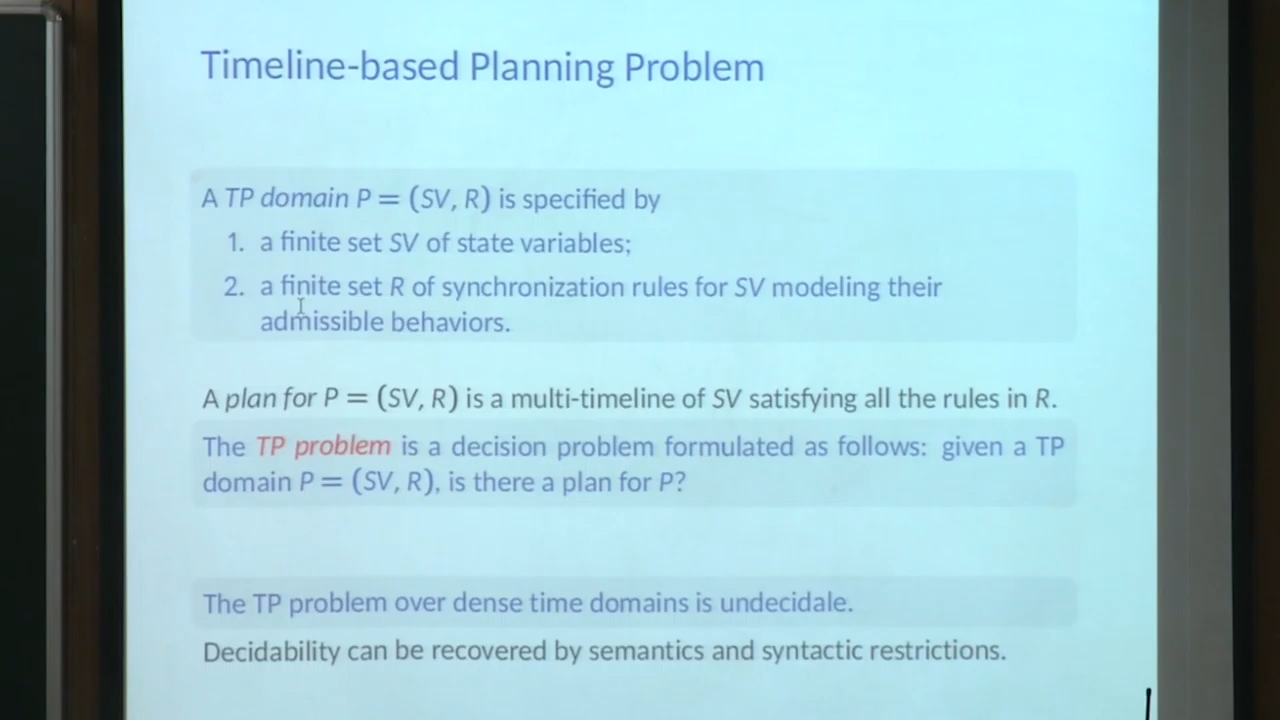 Timeline-based Planning Problem
A TP domain P = (SV, R) is specified by
1. a finite set SV of state variables;
2. a finite set R of synchronization rules for SV modeling their
admissible behaviors.
A plan for P = (SV, R) is a multi-timeline of SV satisfying all the rules in R.
The TP problem is a decision problem formulated as follows: given a TP
domain P = (SV, R), is there a plan for P?
The TP problem over dense time domains is undecidale.
Decidability can be recovered by semantics and syntactic restrictions.